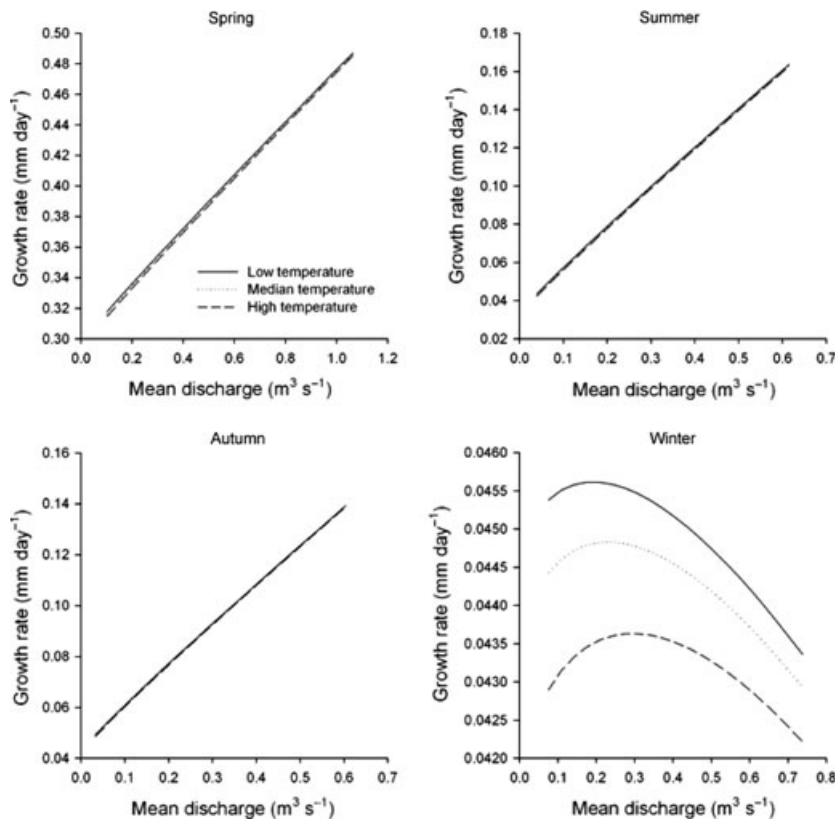 Spring
0.50
0.48
0.46
0.44
0.42
0.40
0.38
0.36
0.34
0.32
0.30
Growth rate (mm day⁻¹)
Low temperature
Median temperature
High temperature
0.0 0.2 0.4 0.6 0.8 1.0 1.2
Mean discharge (m³ s⁻¹)
Summer
0.18
0.16
0.14
0.12
0.10
0.08
0.06
0.04
0.02
Growth rate (mm day⁻¹)
0.0 0.1 0.2 0.3 0.4 0.5 0.6 0.7
Mean discharge (m³ s⁻¹)
Autumn
0.16
0.14
0.12
0.10
0.08
0.06
0.04
Growth rate (mm day⁻¹)
0.0 0.1 0.2 0.3 0.4 0.5 0.6 0.7
Mean discharge (m³ s⁻¹)
Winter
0.0460
0.0455
0.0450
0.0445
0.0440
0.0435
0.0430
0.0425
0.0420
Growth rate (mm day⁻¹)
0.0 0.1 0.2 0.3 0.4 0.5 0.6 0.7 0.8
Mean discharge (m³ s⁻¹)